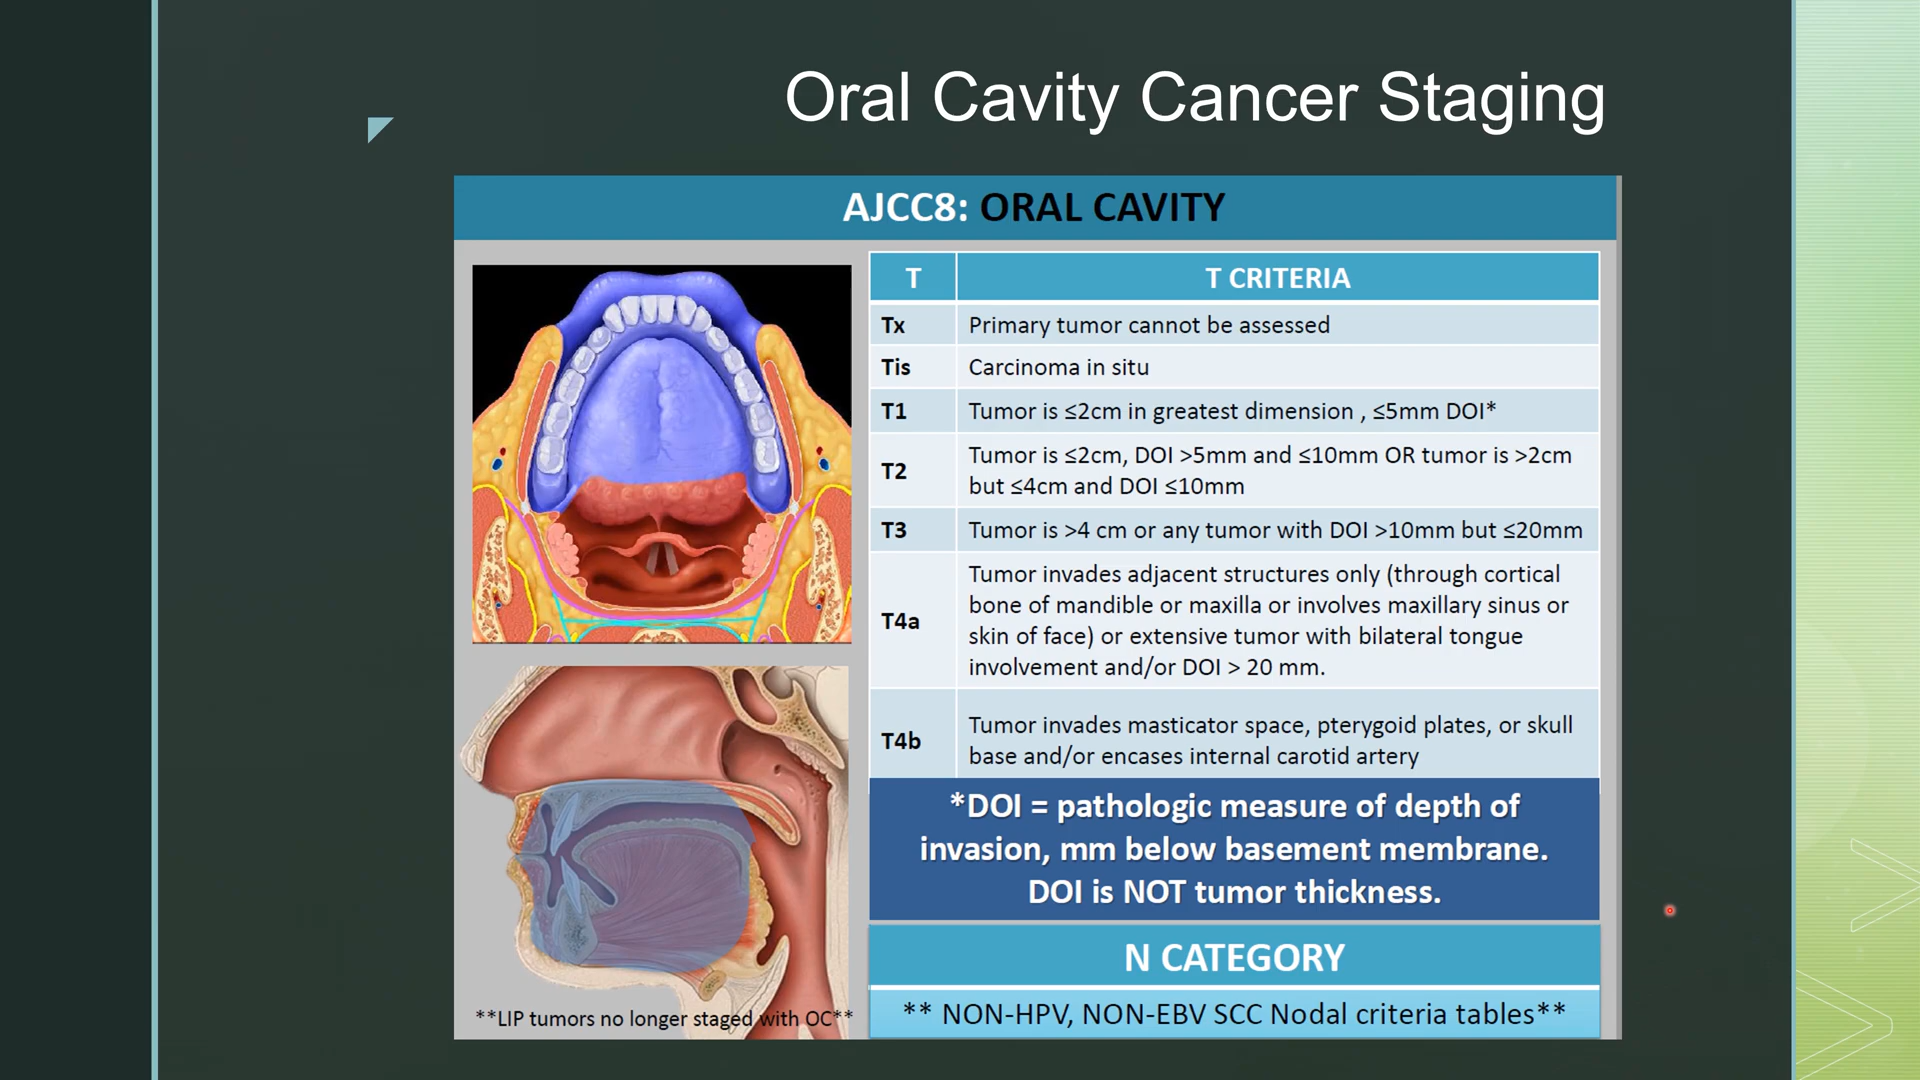 Oral Cavity Cancer Staging
AJCC8: ORAL CAVITY
T
T CRITERIA
Tx
Primary tumor cannot be assessed
Tis
Carcinoma in situ
T1
Tumor is ≤2cm in greatest dimension , ≤5mm DOI*
T2
Tumor is ≤2cm, DOI >5mm and ≤10mm OR tumor is >2cm
but ≤4cm and DOI ≤10mm
T3
Tumor is >4 cm or any tumor with DOI >10mm but ≤20mm
T4a
Tumor invades adjacent structures only (through cortical
bone of mandible or maxilla or involves maxillary sinus or
skin of face) or extensive tumor with bilateral tongue
involvement and/or DOI > 20 mm.
T4b
Tumor invades masticator space, pterygoid plates, or skull
base and/or encases internal carotid artery
*DOI = pathologic measure of depth of
invasion, mm below basement membrane.
DOI is NOT tumor thickness.
N CATEGORY
** NON-HPV, NON-EBV SCC Nodal criteria tables**
**LIP tumors no longer staged with OC**